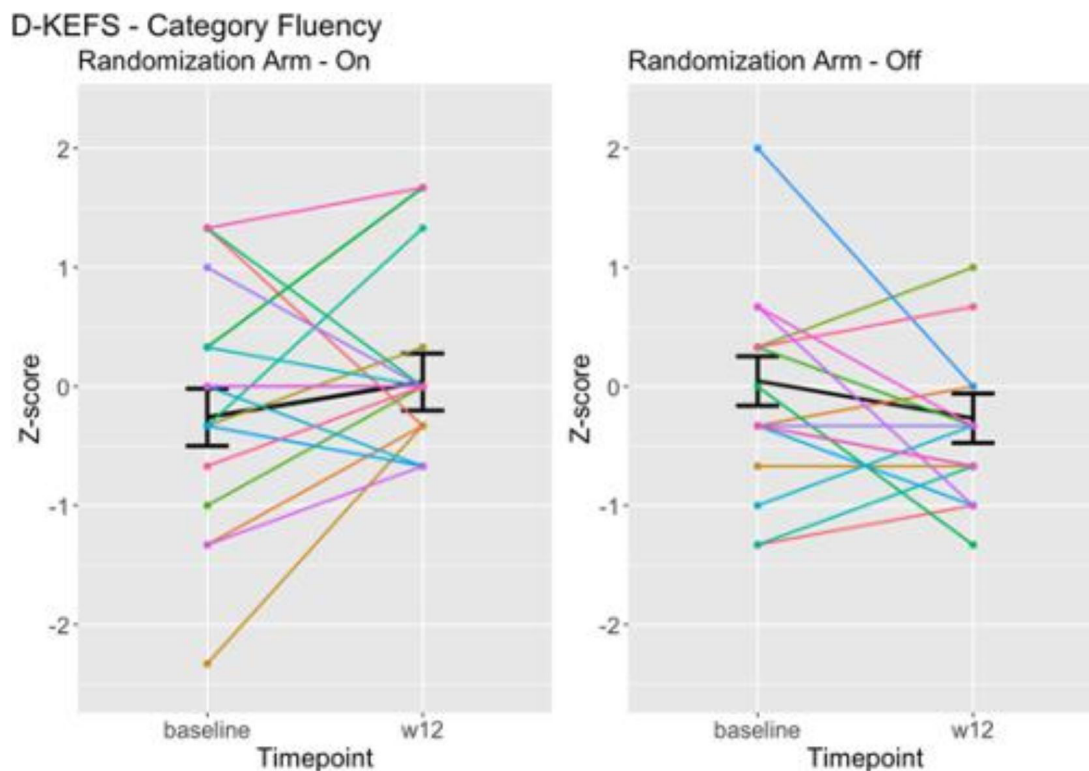 D-KEFS - Category Fluency
Randomization Arm - On
Randomization Arm - Off
Z-score
2
1
0
-1
-2
baseline
w12
Timepoint
Z-score
2
1
0
-1
-2
baseline
w12
Timepoint